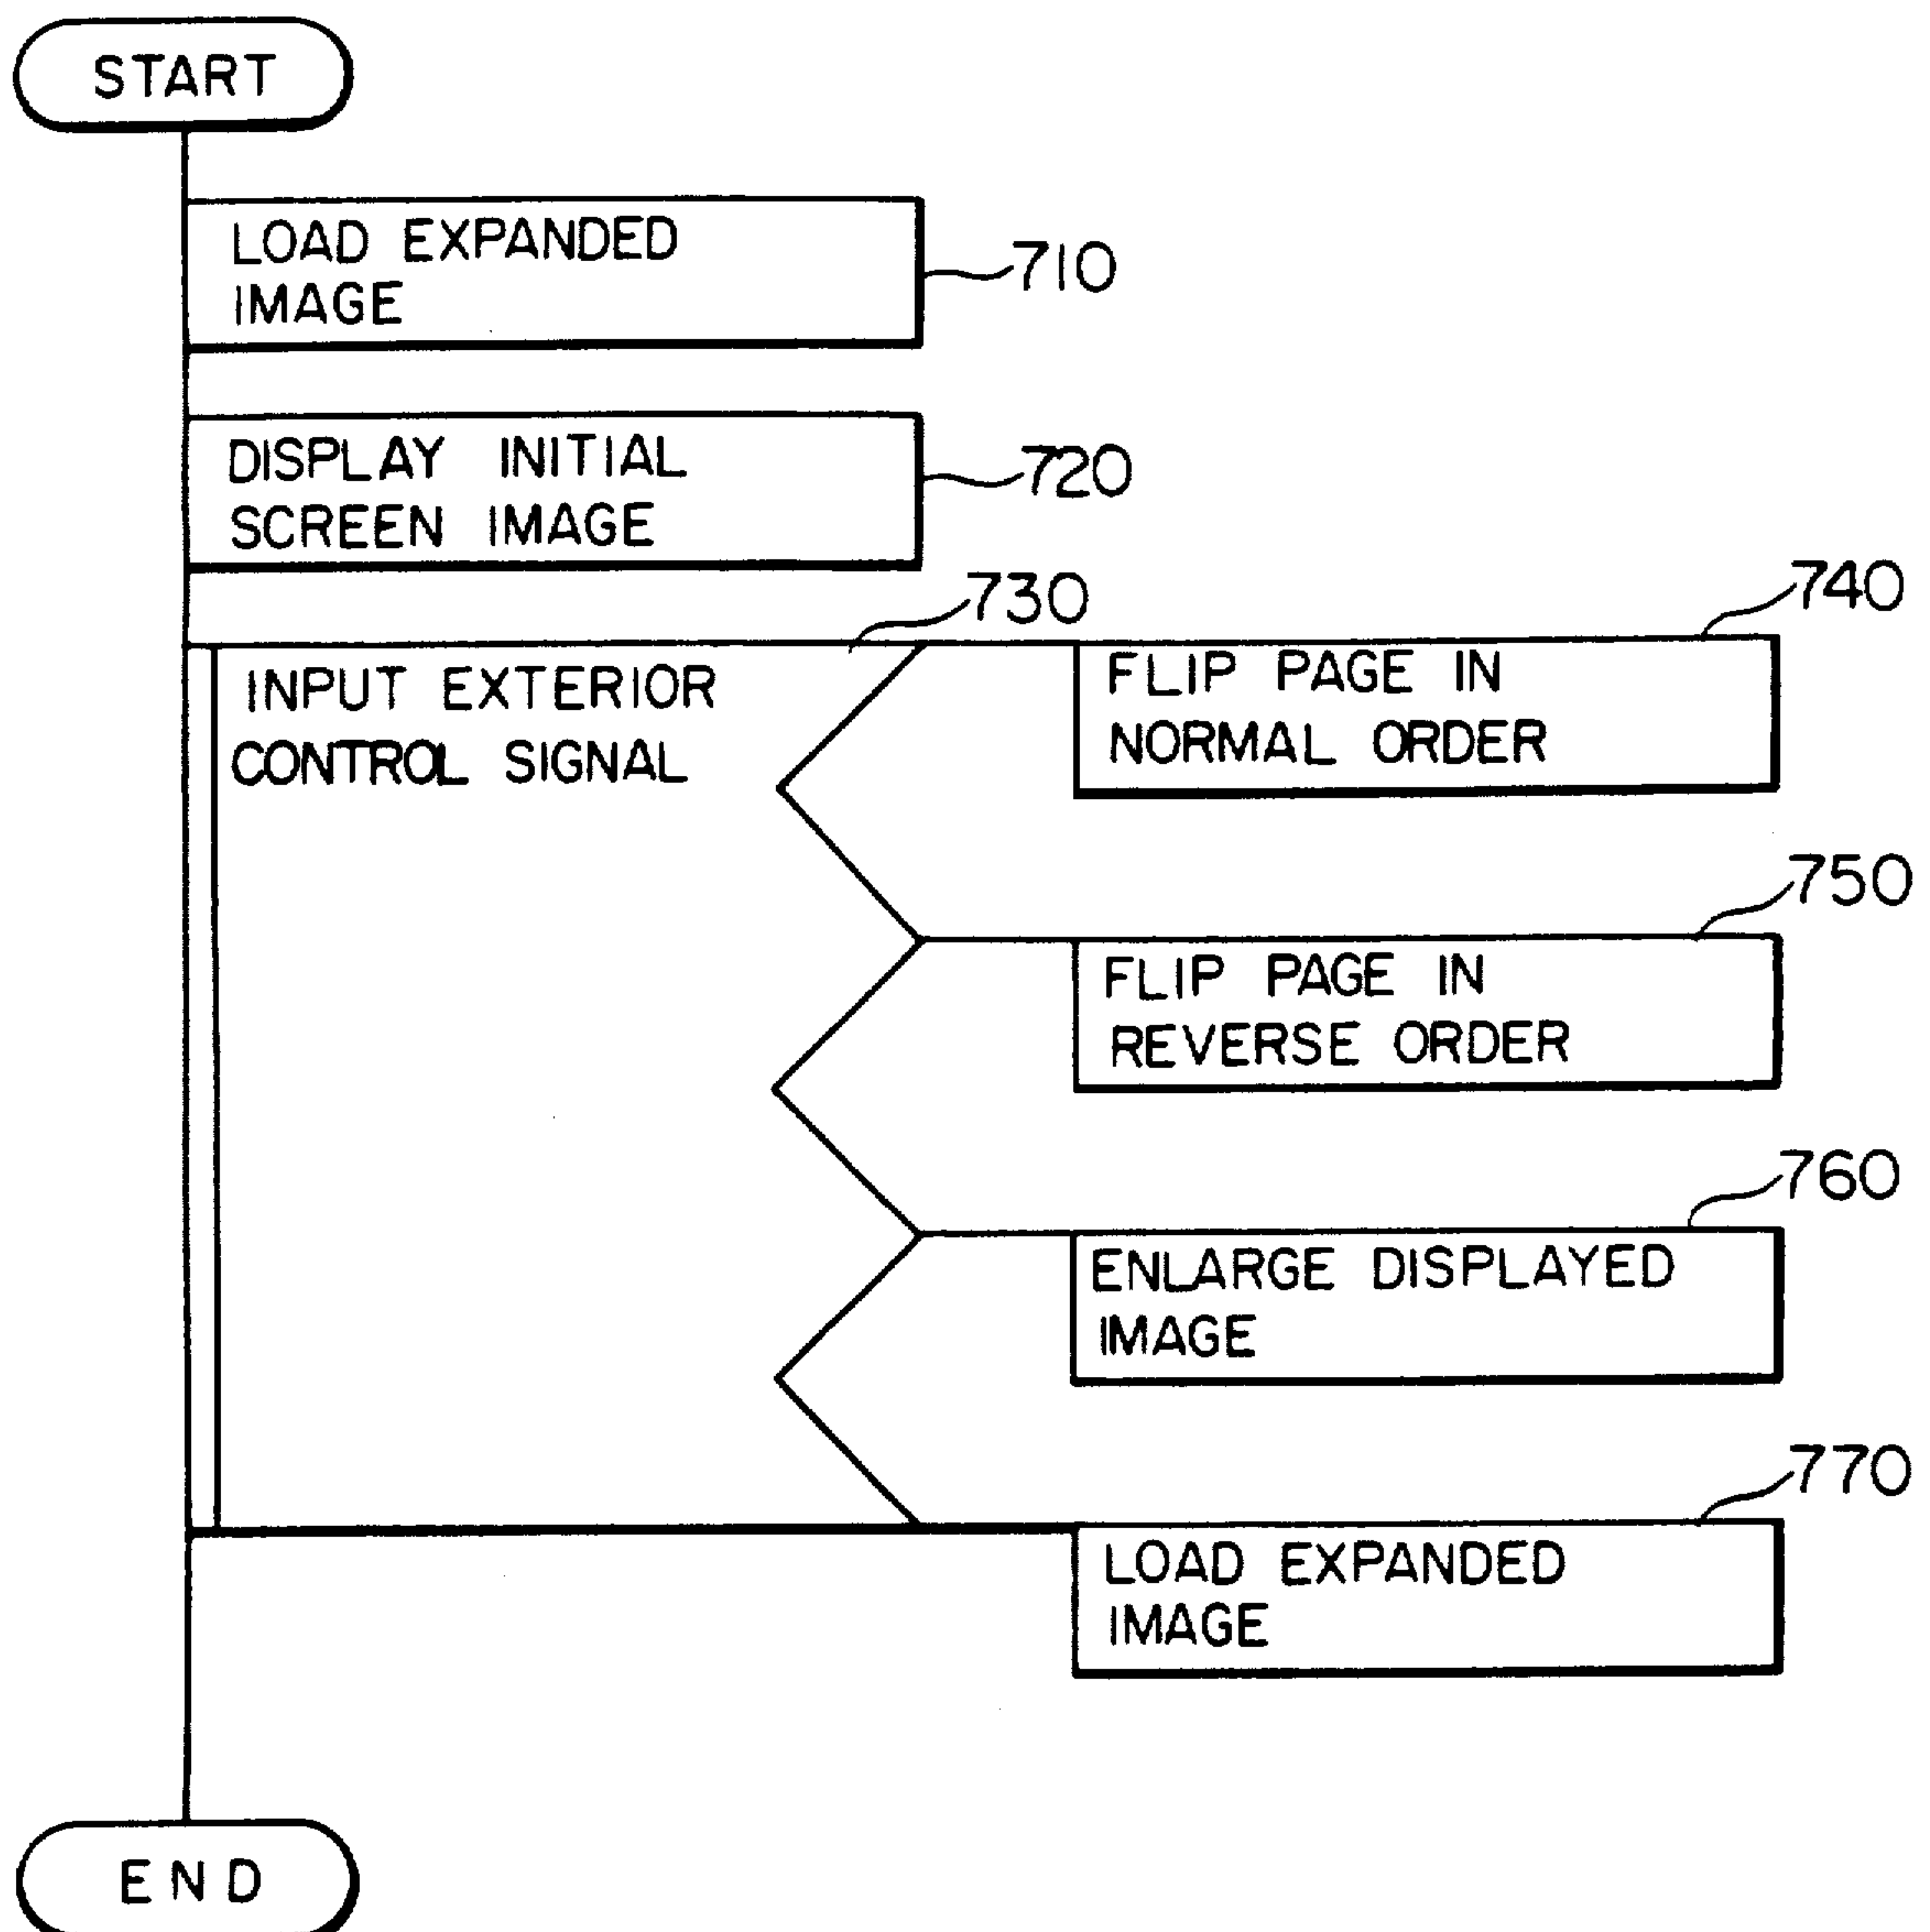 START
LOAD EXPANDED
IMAGE
710
DISPLAY INITIAL
SCREEN IMAGE
720
730
INPUT EXTERIOR
CONTROL SIGNAL
740
FLIP PAGE IN
NORMAL ORDER
750
FLIP PAGE IN
REVERSE ORDER
760
ENLARGE DISPLAYED
IMAGE
770
LOAD EXPANDED
IMAGE
END